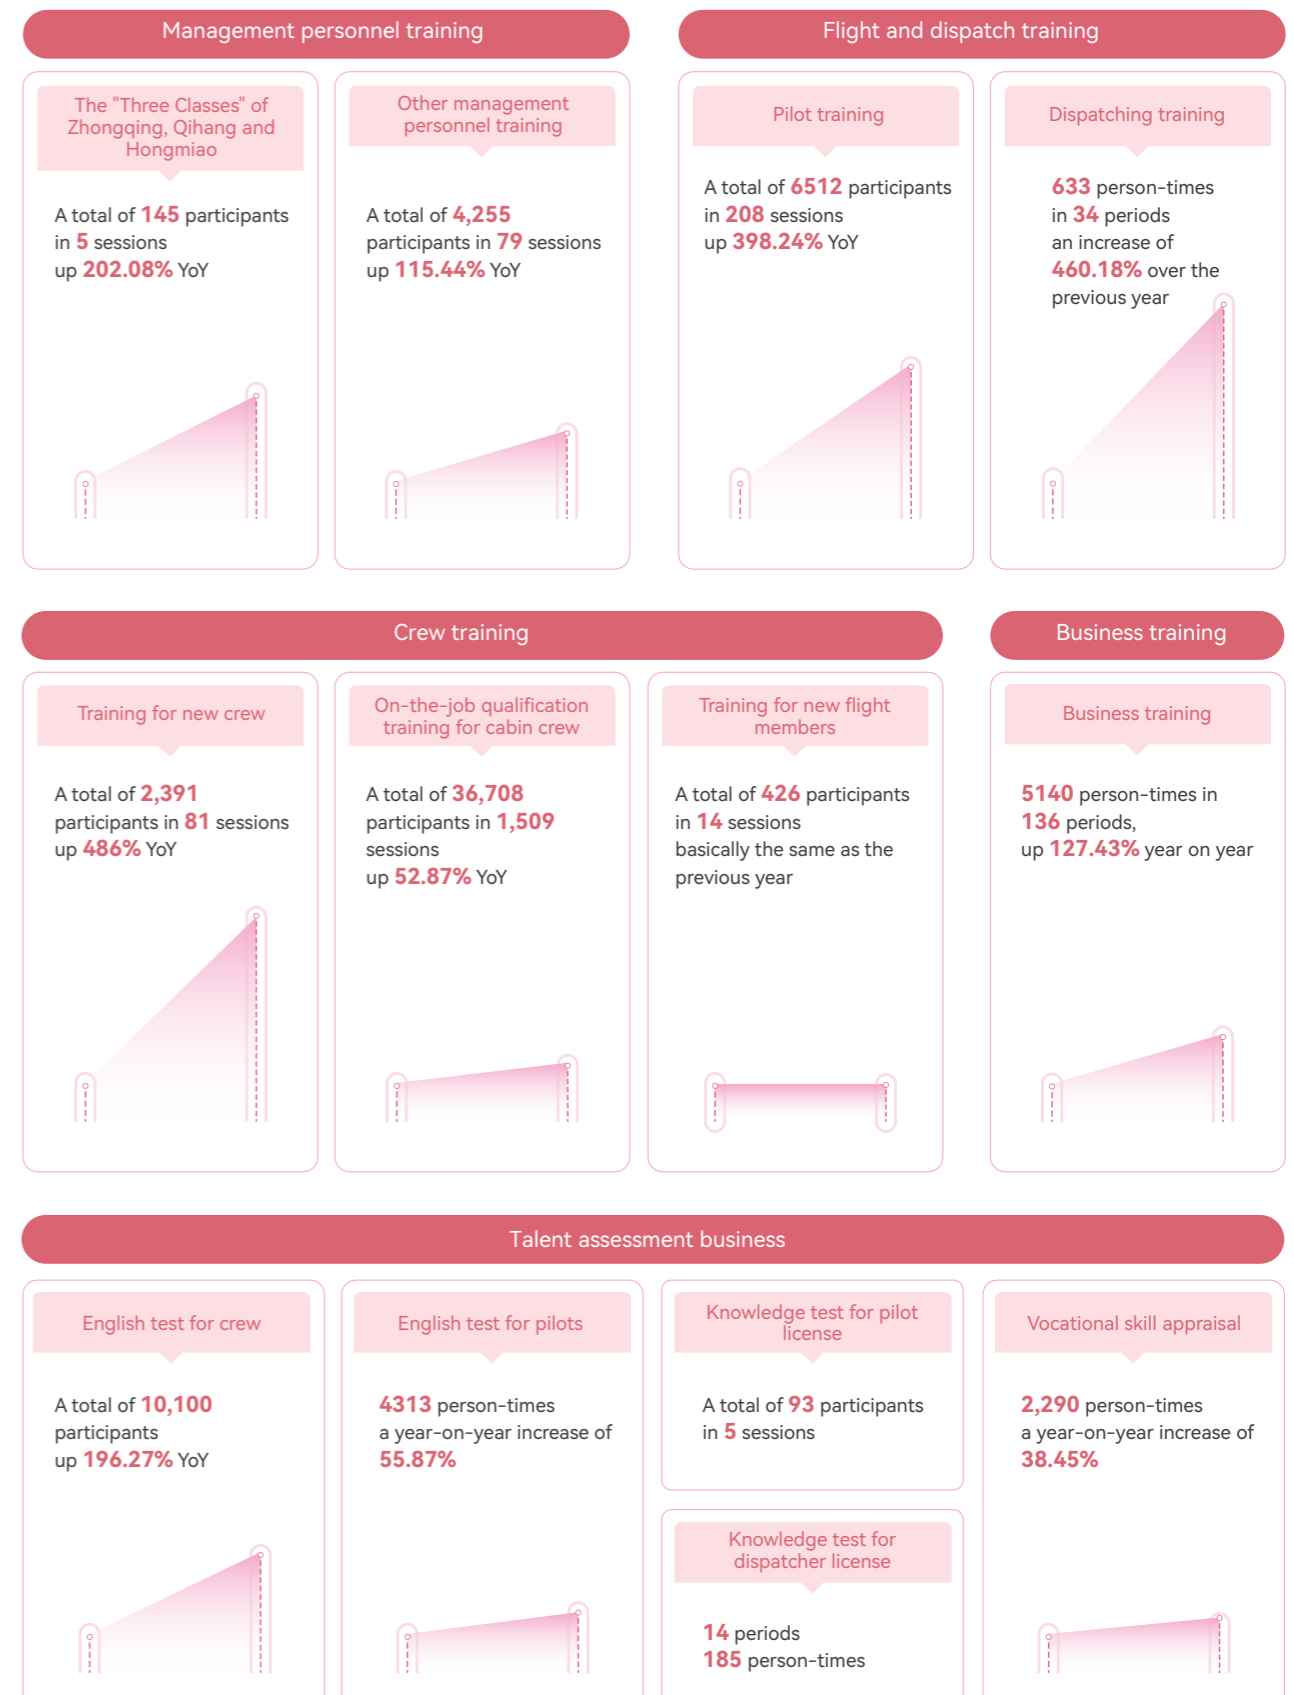 Management personnel training
The "Three Classes" of
Zhongqing, Qihang and
Hongmiao
A total of 145 participants
in 5 sessions
up 202.08% YoY
Other management
personnel training
A total of 4,255
participants in 79 sessions
up 115.44% YoY
Flight and dispatch training
Pilot training
A total of 6512 participants
in 208 sessions
up 398.24% YoY
Dispatching training
633 person-times
in 34 periods
an increase of
460.18% over the
previous year
Crew training
Training for new crew
A total of 2,391
participants in 81 sessions
up 486% YoY
On-the-job qualification
training for cabin crew
A total of 36,708
participants in 1,509
sessions
up 52.87% YoY
Training for new flight
members
A total of 426 participants
in 14 sessions
basically the same as the
previous year
Business training
Business training
5140 person-times in
136 periods,
up 127.43% year on year
Talent assessment business
English test for crew
A total of 10,100
participants
up 196.27% YoY
English test for pilots
4313 person-times
a year-on-year increase of
55.87%
Knowledge test for pilot
license
A total of 93 participants
in 5 sessions
Knowledge test for
dispatcher license
14 periods
185 person-times
Vocational skill appraisal
2,290 person-times
a year-on-year increase of
38.45%